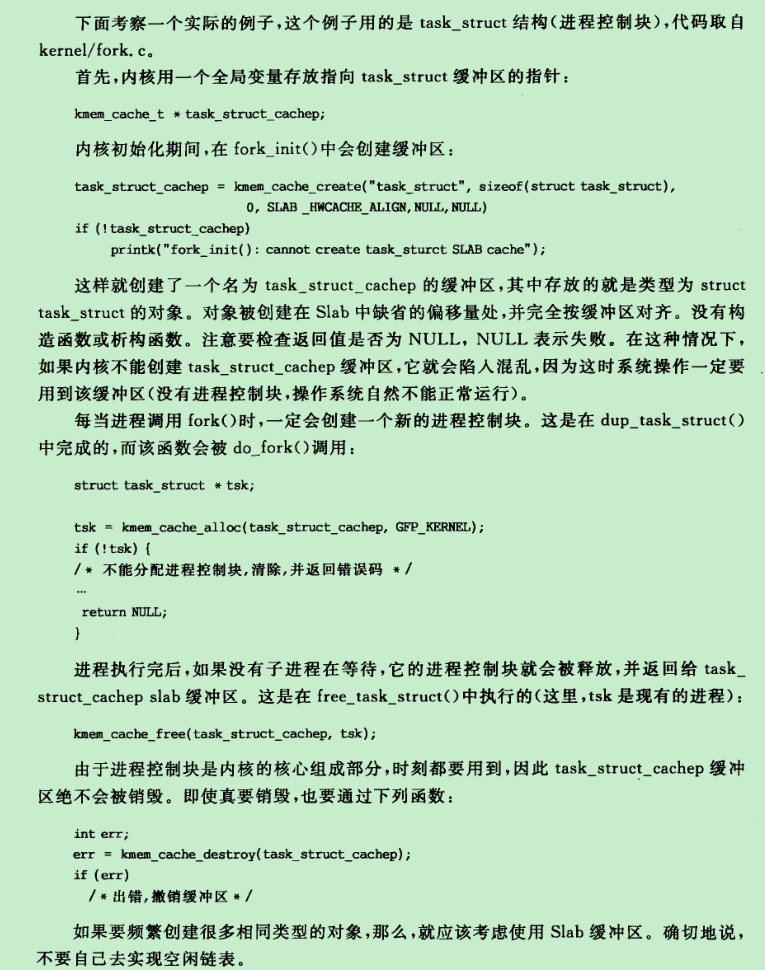 下面考察一个实际的例子,这个例子用的是 task_struct 结构(进程控制块),代码取自
kernel/fork.c。
首先,内核用一个全局变量存放指向 task_struct 缓冲区的指针:
kmem_cache_t * task_struct_cachep;
内核初始化期间,在 fork_init()中会创建缓冲区:
task_struct_cachep = kmem_cache_create("task_struct", sizeof(struct task_struct),
0, SLAB _HWCACHE_ALIGN,NULL,NULL)
if (!task_struct_cachep)
printk("fork_init(): cannot create task_sturct SLAB cache");
这样就创建了一个名为 task_struct_cachep 的缓冲区,其中存放的就是类型为 struct
task_struct 的对象。对象被创建在 Slab 中缺省的偏移量处,并完全按缓冲区对齐。没有构
造函数或析构函数。注意要检查返回值是否为 NULL, NULL 表示失败。在这种情况下,
如果内核不能创建 task_struct_cachep 缓冲区,它就会陷入混乱,因为这时系统操作一定要
用到该缓冲区(没有进程控制块,操作系统自然不能正常运行)。
每当进程调用 fork()时,一定会创建一个新的进程控制块。这是在 dup_task_struct()
中完成的,而该函数会被 do_fork()调用:
struct task_struct * tsk;
tsk = kmem_cache_alloc(task_struct_cachep, GFP_KERNEL);
if (!tsk) {
/* 不能分配进程控制块,清除,并返回错误码 */
…
return NULL;
}
进程执行完后,如果没有子进程在等待,它的进程控制块就会被释放,并返回给 task_
struct_cachep slab 缓冲区。这是在 free_task_struct()中执行的(这里,tsk 是现有的进程):
kmem_cache_free(task_struct_cachep, tsk);
由于进程控制块是内核的核心组成部分,时刻都要用到,因此 task_struct_cachep 缓冲
区绝不会被销毁。即使真要销毁,也要通过下列函数:
int err;
err = kmem_cache_destroy(task_struct_cachep);
if (err)
/* 出错,撤销缓冲区 */
如果要频繁创建很多相同类型的对象,那么,就应该考虑使用 Slab 缓冲区。确切地说,
不要自己去实现空闲链表。